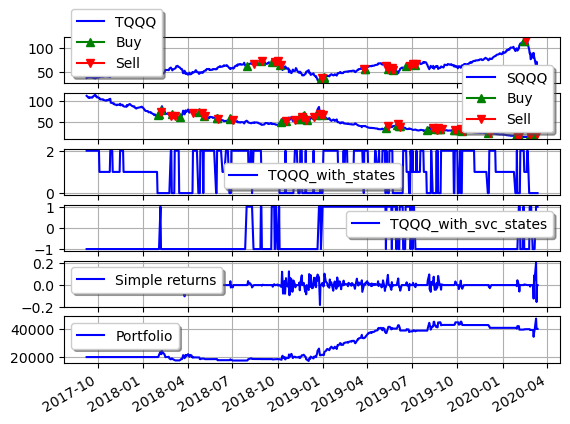 TQQQ
Buy
Sell
100
50
SQQQ
Buy
Sell
100
50
2
0
TQQQ_with_states
1
0
−1
TQQQ_with_svc_states
0.2
0.0
−0.2
Simple returns
40000
20000
Portfolio
2017-10
2018-01
2018-04
2018-07
2018-10
2019-01
2019-04
2019-07
2019-10
2020-01
2020-04